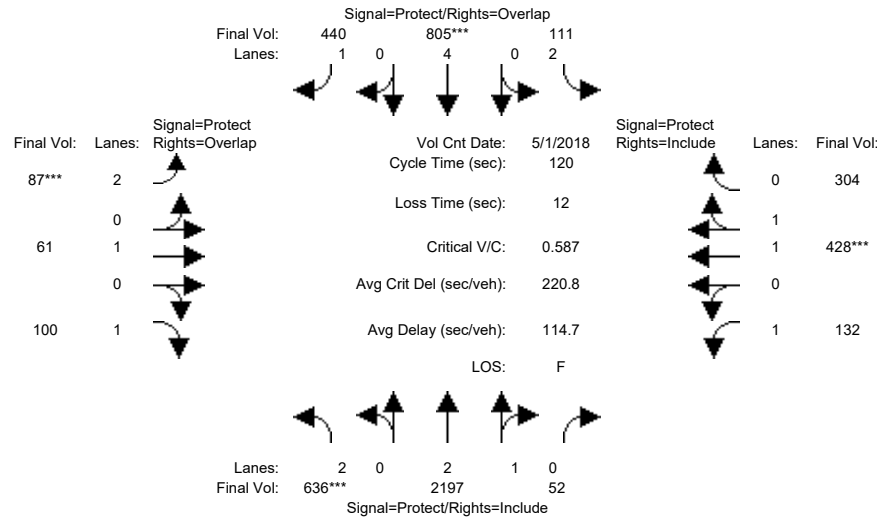 Signal=Protect/Rights=Overlap
Final Vol: 440 805*** 111
Lanes: 1 0 4 0 2
Signal=Protect
Final Vol: Lanes: Rights=Overlap
Vol Cnt Date: 5/1/2018
Signal=Protect
Rights=Include Lanes: Final Vol:
Cycle Time (sec): 120
87*** 2
0 304
Loss Time (sec): 12
0
1
61 1
Critical V/C: 0.587
1 428***
0
Avg Crit Del (sec/veh): 220.8
0
100 1
Avg Delay (sec/veh): 114.7
1 132
LOS: F
Lanes: 2 0 2 1 0
Final Vol: 636*** 2197 52
Signal=Protect/Rights=Include